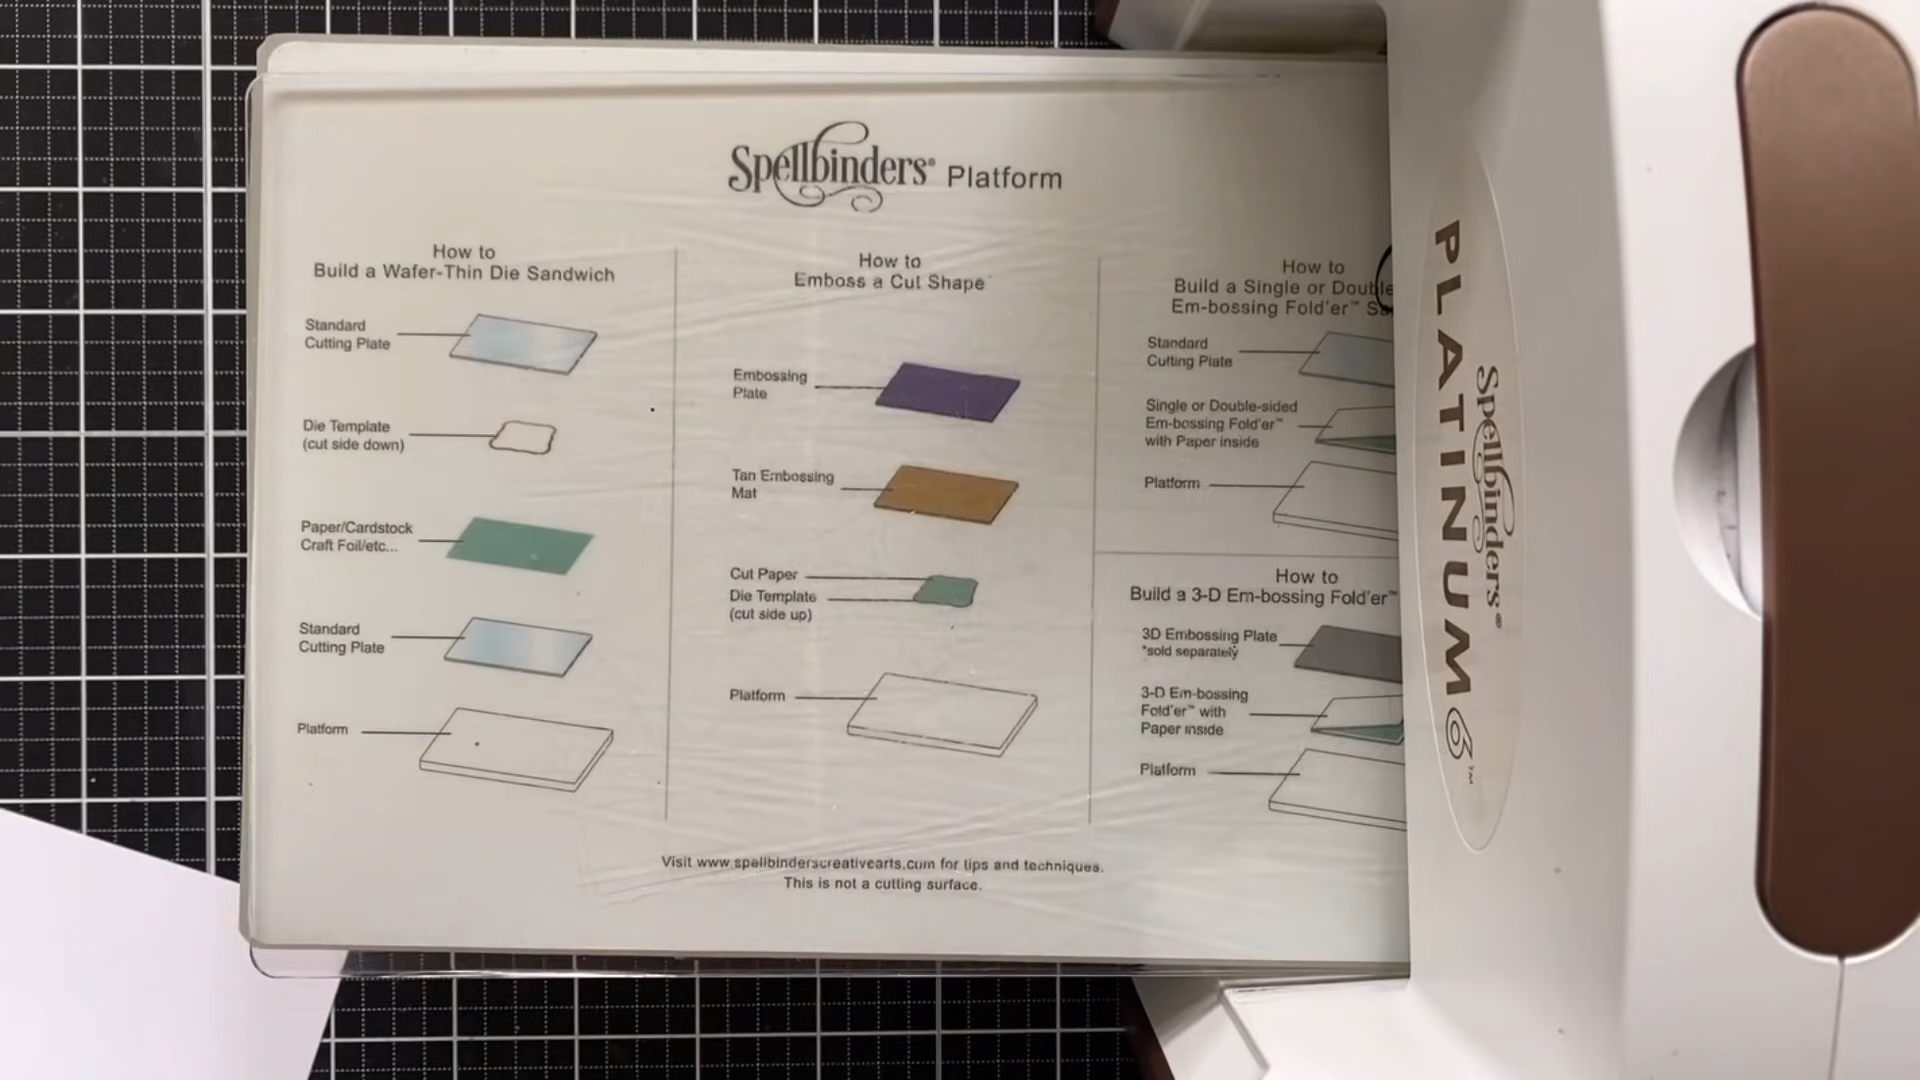 Spellbinders® Platform
How to
Build a Wafer-Thin Die Sandwich
Standard
Cutting Plate
Die Template
(cut side down)
Paper/Cardstock
Craft Foil/etc...
Standard
Cutting Plate
Platform
How to
Emboss a Cut Shape
Embossing
Plate
Tan Embossing
Mat
Cut Paper
Die Template
(cut side up)
Platform
How to
Build a Single or Double
Em-bossing Fold'er™
Standard
Cutting Plate
Single or Double-sided
Em-bossing Fold'er™
with Paper inside
Platform
How to
Build a 3-D Em-bossing Fold'er™
3D Embossing Plate
*sold separately
3-D Em-bossing
Fold'er™ with
Paper inside
Platform
Visit www.spellbinderscreativearts.com for tips and techniques.
This is not a cutting surface.
Spellbinders®
PLATINUM 6™